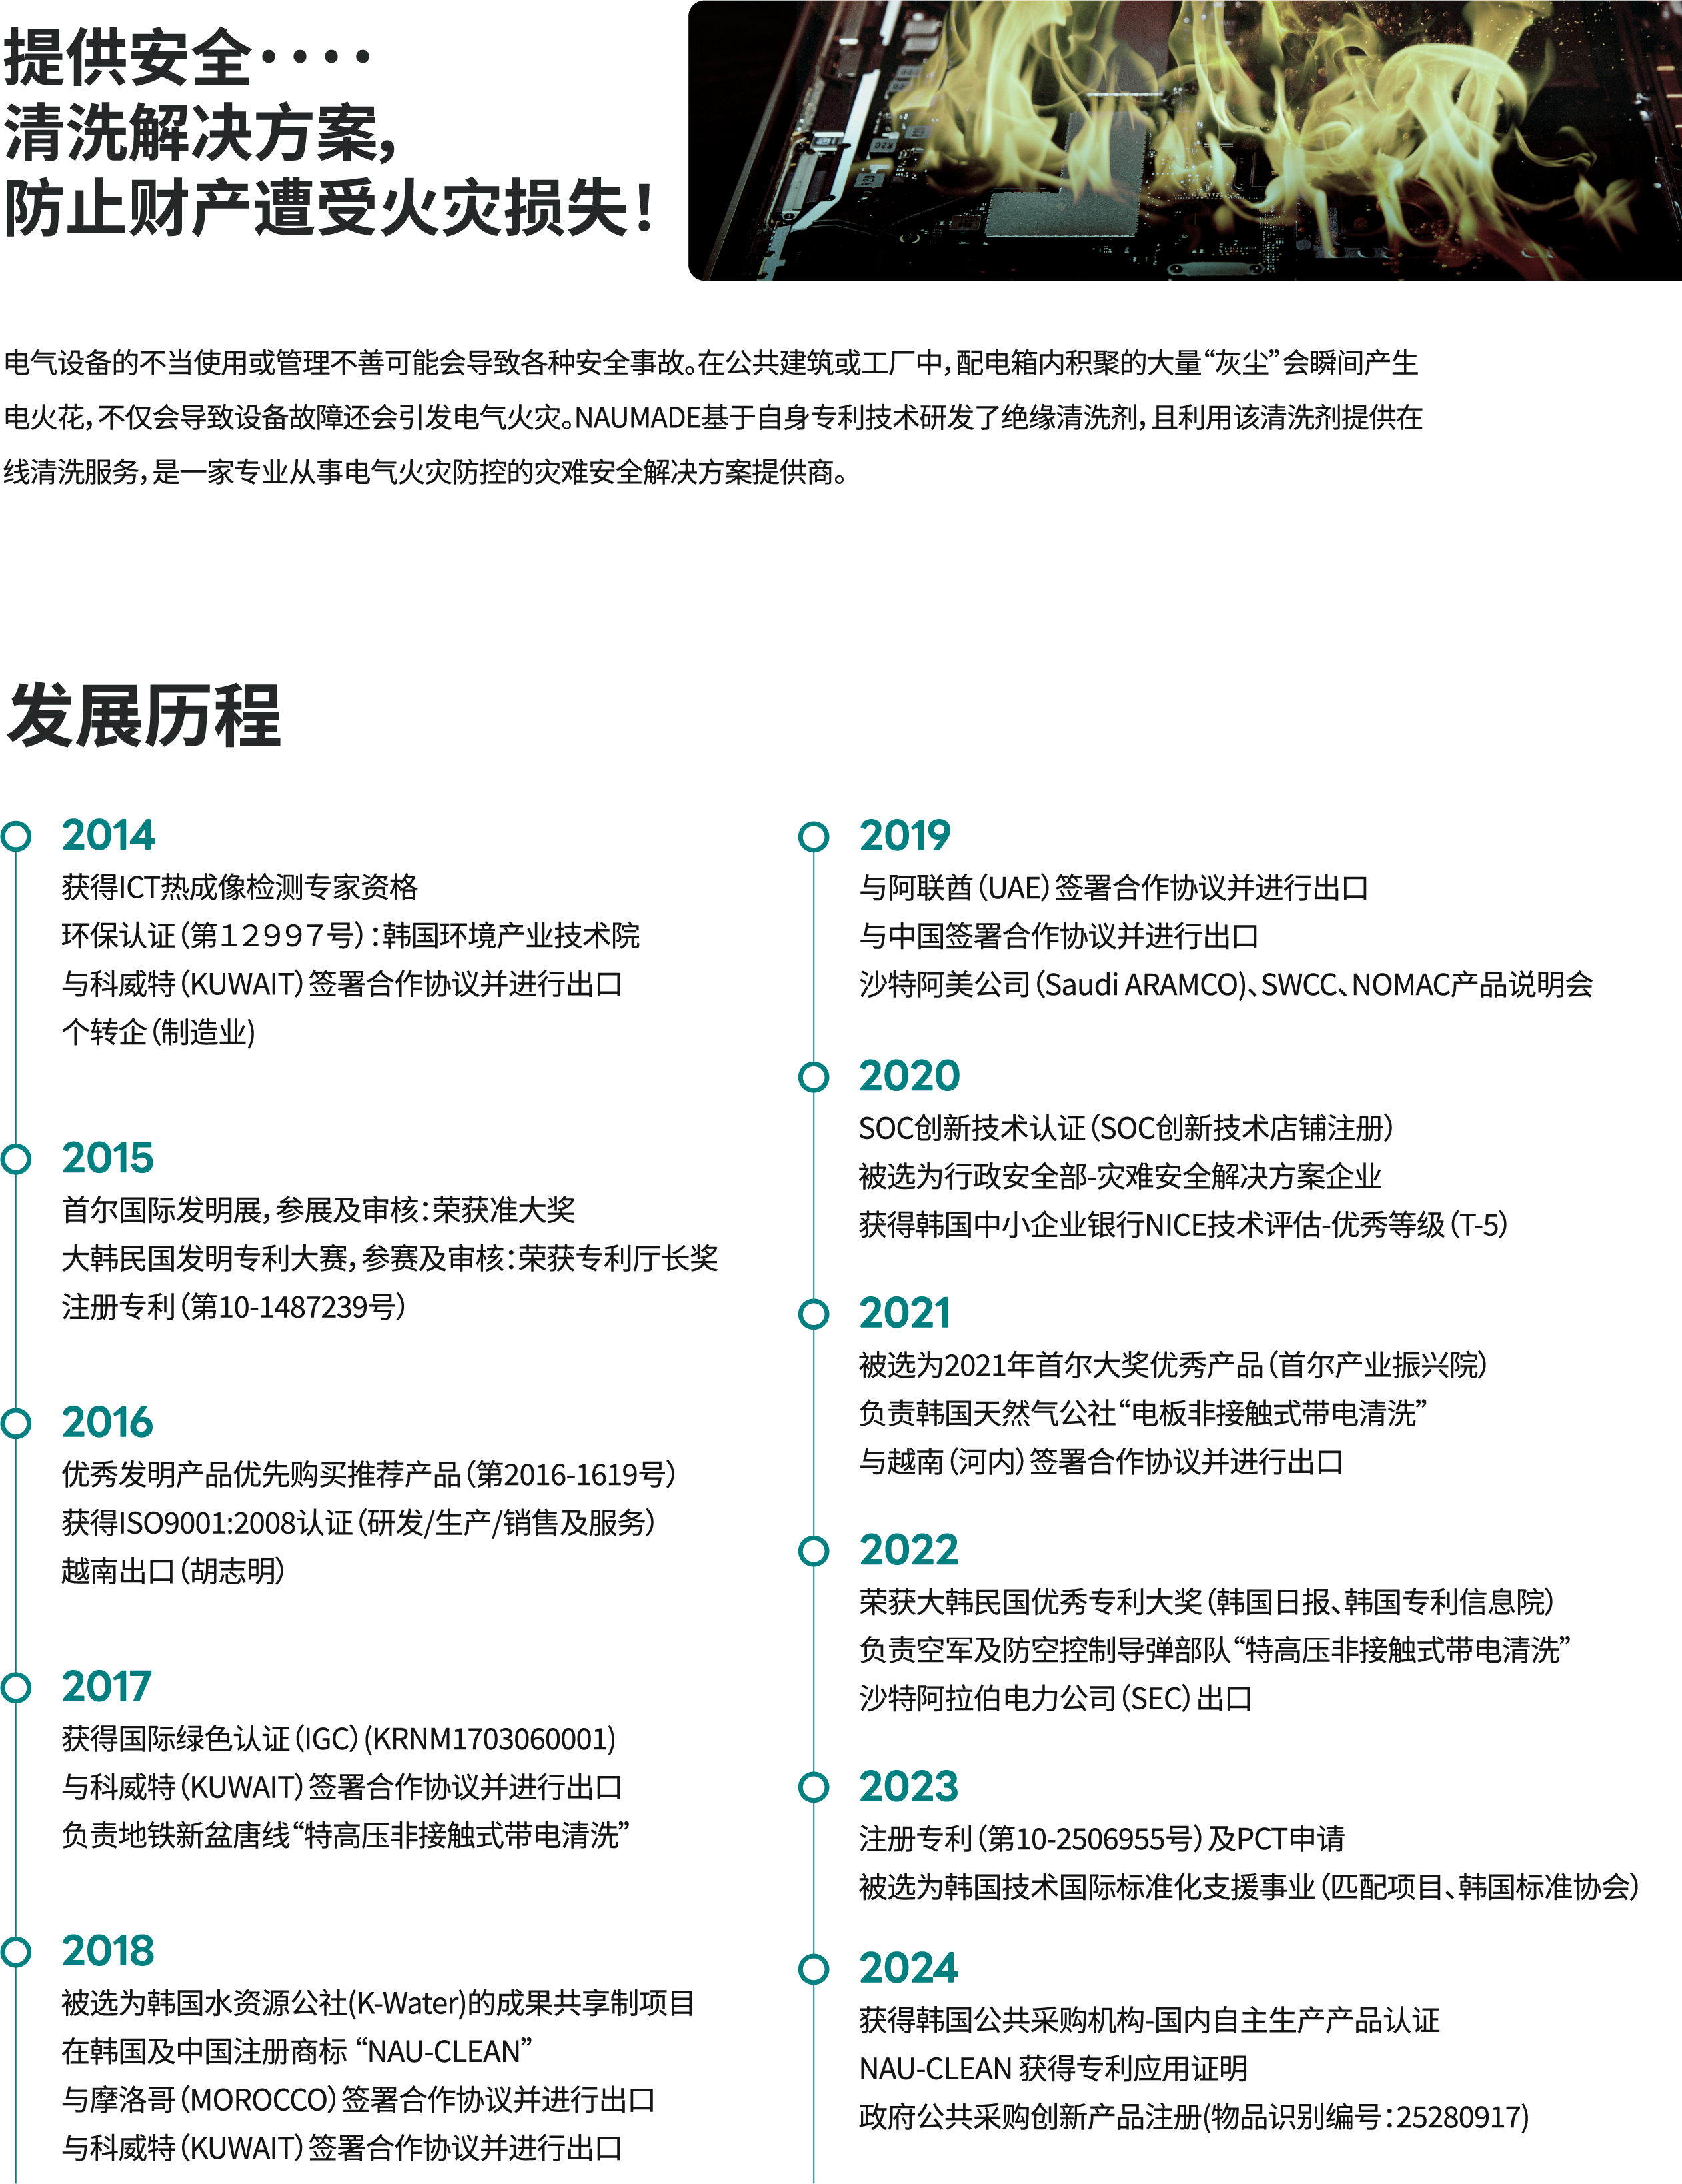 提供安全····
清洗解决方案,
防止财产遭受火灾损失!
电气设备的不当使用或管理不善可能会导致各种安全事故。在公共建筑或工厂中,配电箱内积聚的大量“灰尘”会瞬间产生
电火花,不仅会导致设备故障还会引发电气火灾。NAUMADE基于自身专利技术研发了绝缘清洗剂,且利用该清洗剂提供在
线清洗服务,是一家专业从事电气火灾防控的灾难安全解决方案提供商。
发展历程
2014
获得ICT热成像检测专家资格
环保认证（第１２９９７号）：韩国环境产业技术院
与科威特（KUWAIT）签署合作协议并进行出口
个转企（制造业)
2015
首尔国际发明展,参展及审核：荣获准大奖
大韩民国发明专利大赛,参赛及审核：荣获专利厅长奖
注册专利（第10-1487239号）
2016
优秀发明产品优先购买推荐产品（第2016-1619号）
获得ISO9001:2008认证（研发/生产/销售及服务）
越南出口（胡志明）
2017
获得国际绿色认证（IGC）(KRNM1703060001)
与科威特（KUWAIT）签署合作协议并进行出口
负责地铁新盆唐线“特高压非接触式带电清洗”
2018
被选为韩国水资源公社(K-Water)的成果共享制项目
在韩国及中国注册商标 “NAU-CLEAN”
与摩洛哥（MOROCCO）签署合作协议并进行出口
与科威特（KUWAIT）签署合作协议并进行出口
2019
与阿联酋（UAE）签署合作协议并进行出口
与中国签署合作协议并进行出口
沙特阿美公司（Saudi ARAMCO)、SWCC、NOMAC产品说明会
2020
SOC创新技术认证（SOC创新技术店铺注册）
被选为行政安全部-灾难安全解决方案企业
获得韩国中小企业银行NICE技术评估-优秀等级（T-5）
2021
被选为2021年首尔大奖优秀产品（首尔产业振兴院）
负责韩国天然气公社“电板非接触式带电清洗”
与越南（河内）签署合作协议并进行出口
2022
荣获大韩民国优秀专利大奖（韩国日报、韩国专利信息院）
负责空军及防空控制导弹部队“特高压非接触式带电清洗”
沙特阿拉伯电力公司（SEC）出口
2023
注册专利（第10-2506955号）及PCT申请
被选为韩国技术国际标准化支援事业（匹配项目、韩国标准协会）
2024
获得韩国公共采购机构-国内自主生产产品认证
NAU-CLEAN 获得专利应用证明
政府公共采购创新产品注册(物品识别编号：25280917)